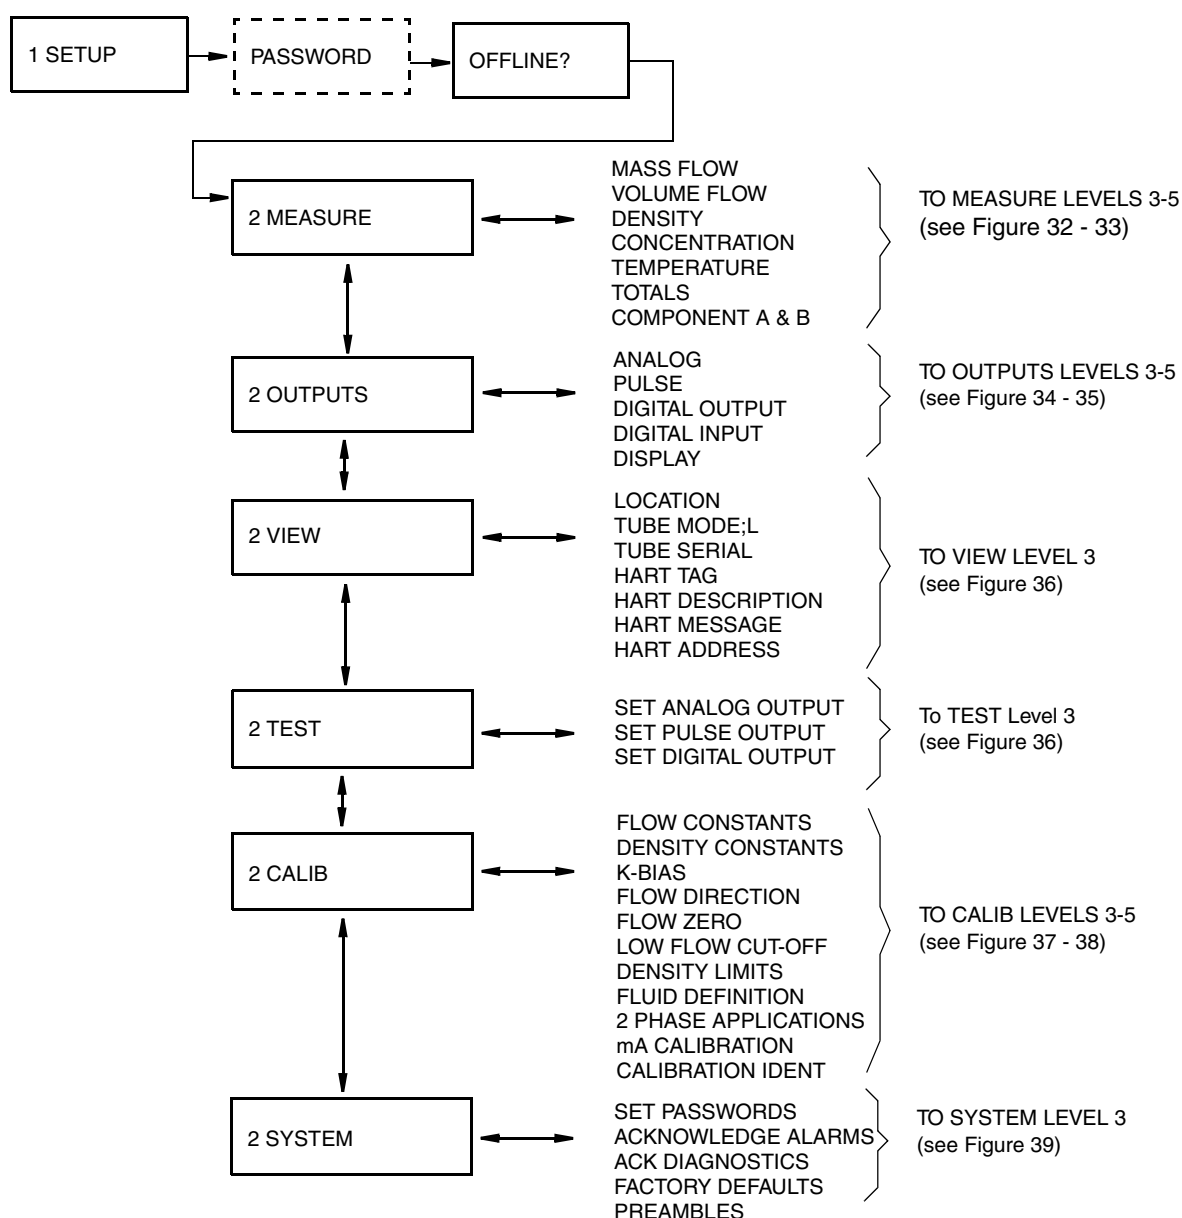 1 SETUP
PASSWORD
OFFLINE?
2 MEASURE
MASS FLOW
VOLUME FLOW
DENSITY
CONCENTRATION
TEMPERATURE
TOTALS
COMPONENT A & B
TO MEASURE LEVELS 3-5
(see Figure 32 - 33)
2 OUTPUTS
ANALOG
PULSE
DIGITAL OUTPUT
DIGITAL INPUT
DISPLAY
TO OUTPUTS LEVELS 3-5
(see Figure 34 - 35)
2 VIEW
LOCATION
TUBE MODE;L
TUBE SERIAL
HART TAG
HART DESCRIPTION
HART MESSAGE
HART ADDRESS
TO VIEW LEVEL 3
(see Figure 36)
2 TEST
SET ANALOG OUTPUT
SET PULSE OUTPUT
SET DIGITAL OUTPUT
To TEST Level 3
(see Figure 36)
2 CALIB
FLOW CONSTANTS
DENSITY CONSTANTS
K-BIAS
FLOW DIRECTION
FLOW ZERO
LOW FLOW CUT-OFF
DENSITY LIMITS
FLUID DEFINITION
2 PHASE APPLICATIONS
mA CALIBRATION
CALIBRATION IDENT
TO CALIB LEVELS 3-5
(see Figure 37 - 38)
2 SYSTEM
SET PASSWORDS
ACKNOWLEDGE ALARMS
ACK DIAGNOSTICS
FACTORY DEFAULTS
PREAMBLES
TO SYSTEM LEVEL 3
(see Figure 39)